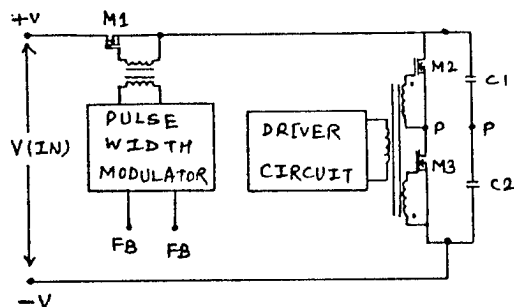 +V
M1
M2
C1
PULSE
WIDTH
MODULATOR
DRIVER
CIRCUIT
P
P
V(IN)
M3
C2
FB
FB
-V